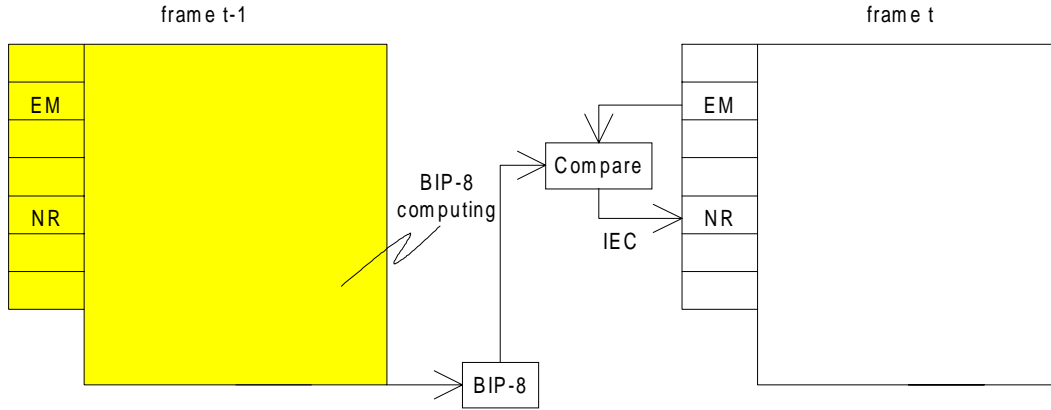 frame t-1
frame t
EM
EM
Compare
BIP-8
computing
NR
NR
IEC
BIP-8